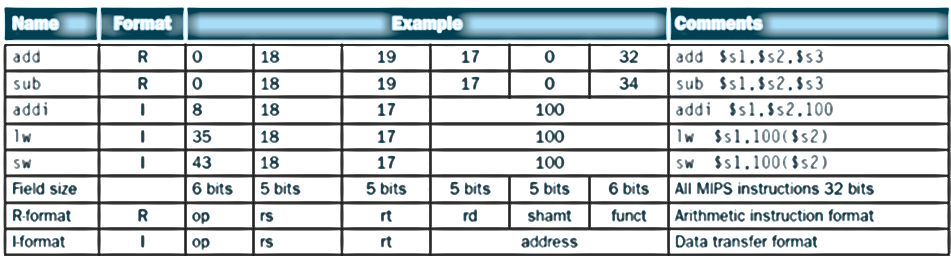 Name Format Example Comments
add R 0 18 19 17 0 32 add $s1,$s2,$s3
sub R 0 18 19 17 0 34 sub $s1,$s2,$s3
addi I 8 18 17 100 addi $s1,$s2,100
lw I 35 18 17 100 lw $s1,100($s2)
sw I 43 18 17 100 sw $s1,100($s2)
Field size 6 bits 5 bits 5 bits 5 bits 5 bits 6 bits All MIPS instructions 32 bits
R-format R op rs rt rd shamt funct Arithmetic instruction format
I-format I op rs rt address Data transfer format